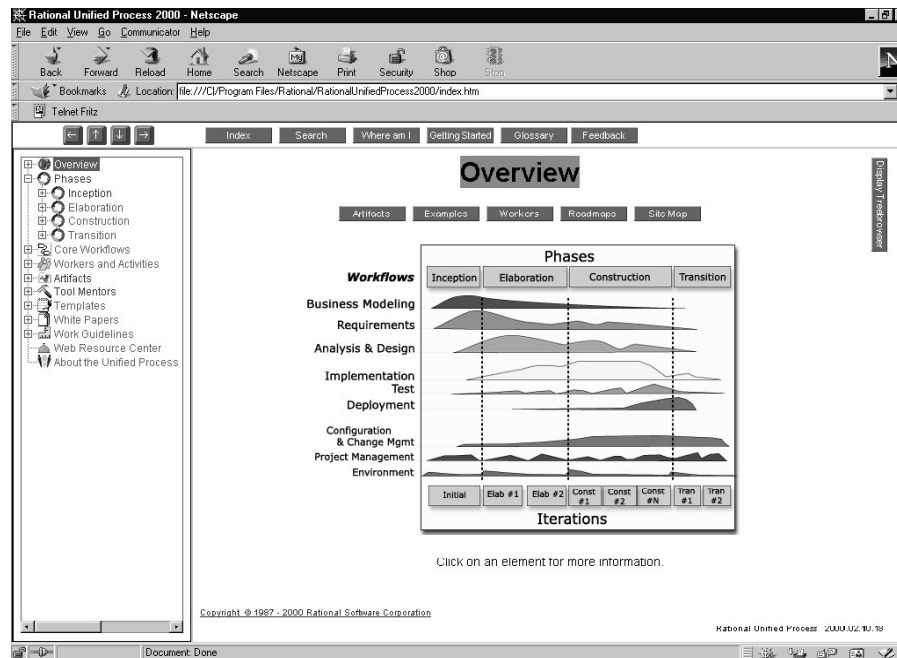 Rational Unified Process 2000 - Netscape
File Edit View Go Communicator Help
Back Forward Reload Home Search Netscape Print Security Shop Stop
Bookmarks Location: file:///C|/Program Files/Rational/RationalUnifiedProcess2000/index.htm
Telnet Fritz
Index Search Where am I Getting Started Glossary Feedback
Overview
Phases
Inception
Elaboration
Construction
Transition
Core Workflows
Workers and Activities
Artifacts
Tool Mentors
Templates
White Papers
Work Guidelines
Web Resource Center
About the Unified Process
Overview
Display Treebrowser
Artifacts Examples Workers Roadmaps Site Map
Phases
Workflows Inception Elaboration Construction Transition
Business Modeling
Requirements
Analysis & Design
Implementation
Test
Deployment
Configuration
& Change Mgmt
Project Management
Environment
Initial Elab #1 Elab #2 Const #1 Const #2 Const #N Tran #1 Tran #2
Iterations
Click on an element for more information.
Copyright © 1987 - 2000 Rational Software Corporation
Rational Unified Process 2000.02.10.18
Document: Done